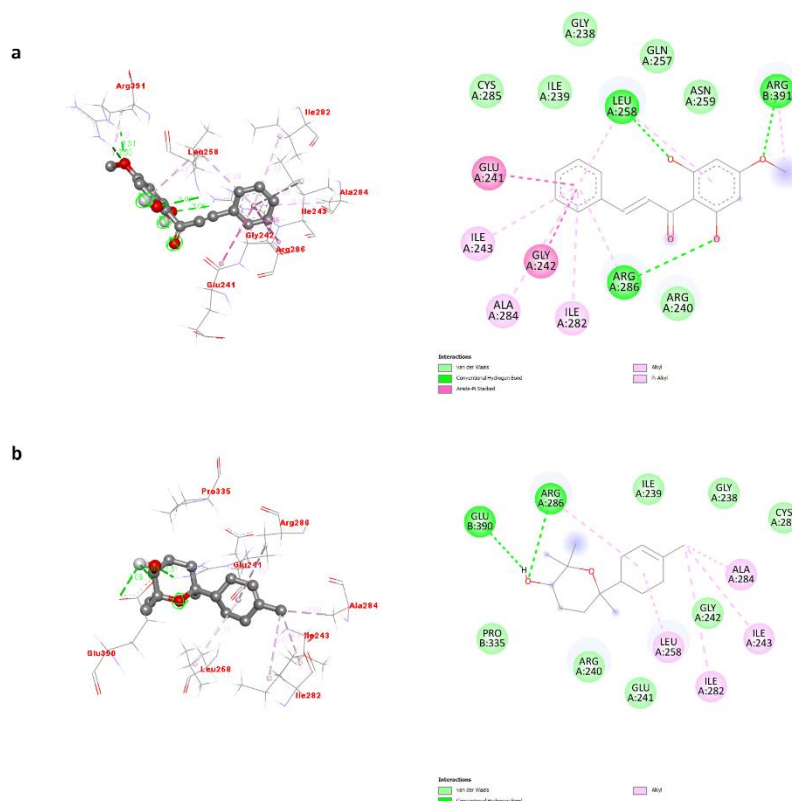 a
Arg391
Ile282
Leu258
Ala284
Ile243
Gly242
Arg286
Glu241
GLY
A:238
GLN
A:257
CYS
A:285
ILE
A:239
LEU
A:258
ASN
A:259
ARG
B:391
GLU
A:241
ILE
A:243
GLY
A:242
ALA
A:284
ILE
A:282
ARG
A:286
ARG
A:240
Interactions
van der Waals
Conventional Hydrogen Bond
Amide-Pi Stacked
Alkyl
Pi-Alkyl
b
Pro335
Arg286
Glu241
Ala284
Ile243
Glu390
Leu258
Ile282
ARG
A:286
ILE
A:239
GLY
A:238
CYS
GLU
B:390
H
ALA
A:284
GLY
A:242
PRO
B:335
LEU
A:258
ILE
A:243
ARG
A:240
GLU
A:241
ILE
A:282
Interactions
van der Waals
Conventional Hydrogen Bond
Alkyl